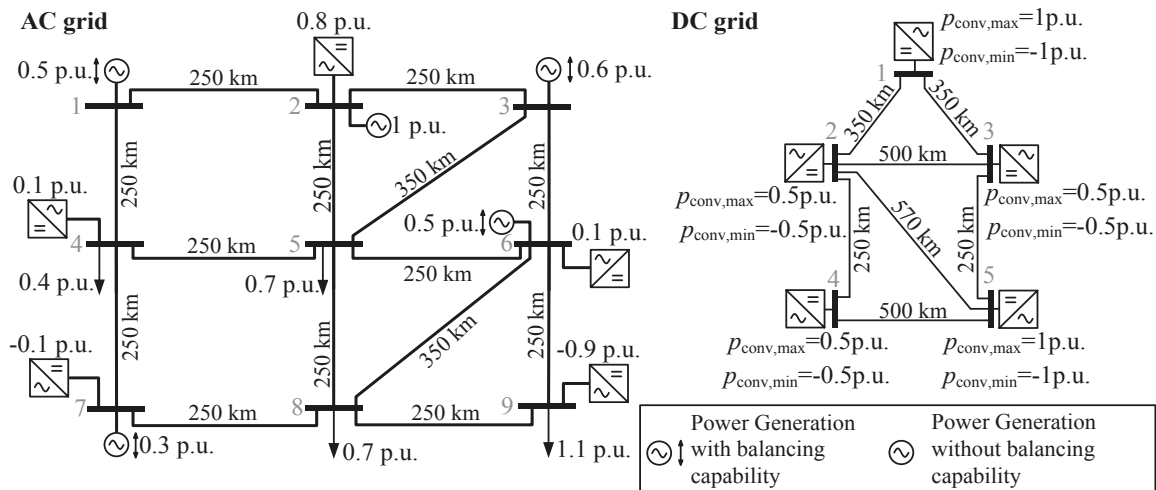 AC grid
0.8 p.u.
DC grid
pconv,max=1p.u.
pconv,min=-1p.u.
0.5 p.u.
250 km
250 km
0.6 p.u.
1
1
2
3
1 p.u.
350 km
350 km
2
3
500 km
250 km
250 km
350 km
250 km
0.1 p.u.
0.5 p.u.
0.1 p.u.
pconv,max=0.5p.u.
pconv,min=-0.5p.u.
pconv,max=0.5p.u.
pconv,min=-0.5p.u.
4
250 km
5
250 km
6
0.4 p.u.
0.7 p.u.
250 km
570 km
250 km
4
5
500 km
250 km
250 km
350 km
250 km
-0.1 p.u.
-0.9 p.u.
pconv,max=0.5p.u.
pconv,min=-0.5p.u.
pconv,max=1p.u.
pconv,min=-1p.u.
7
250 km
8
250 km
9
0.3 p.u.
0.7 p.u.
1.1 p.u.
Power Generation
with balancing
capability
Power Generation
without balancing
capability